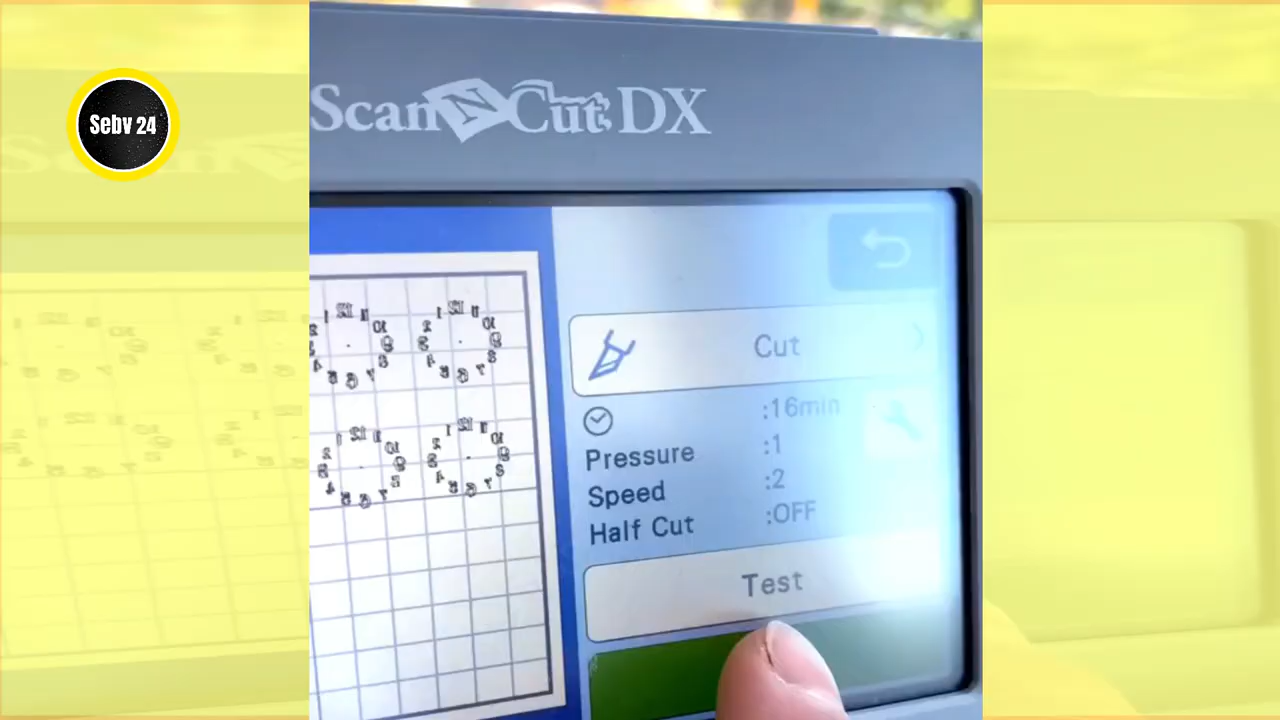 Sebv 24
ScanNCut DX
Cut
:16min
Pressure :1
Speed :2
Half Cut :OFF
Test